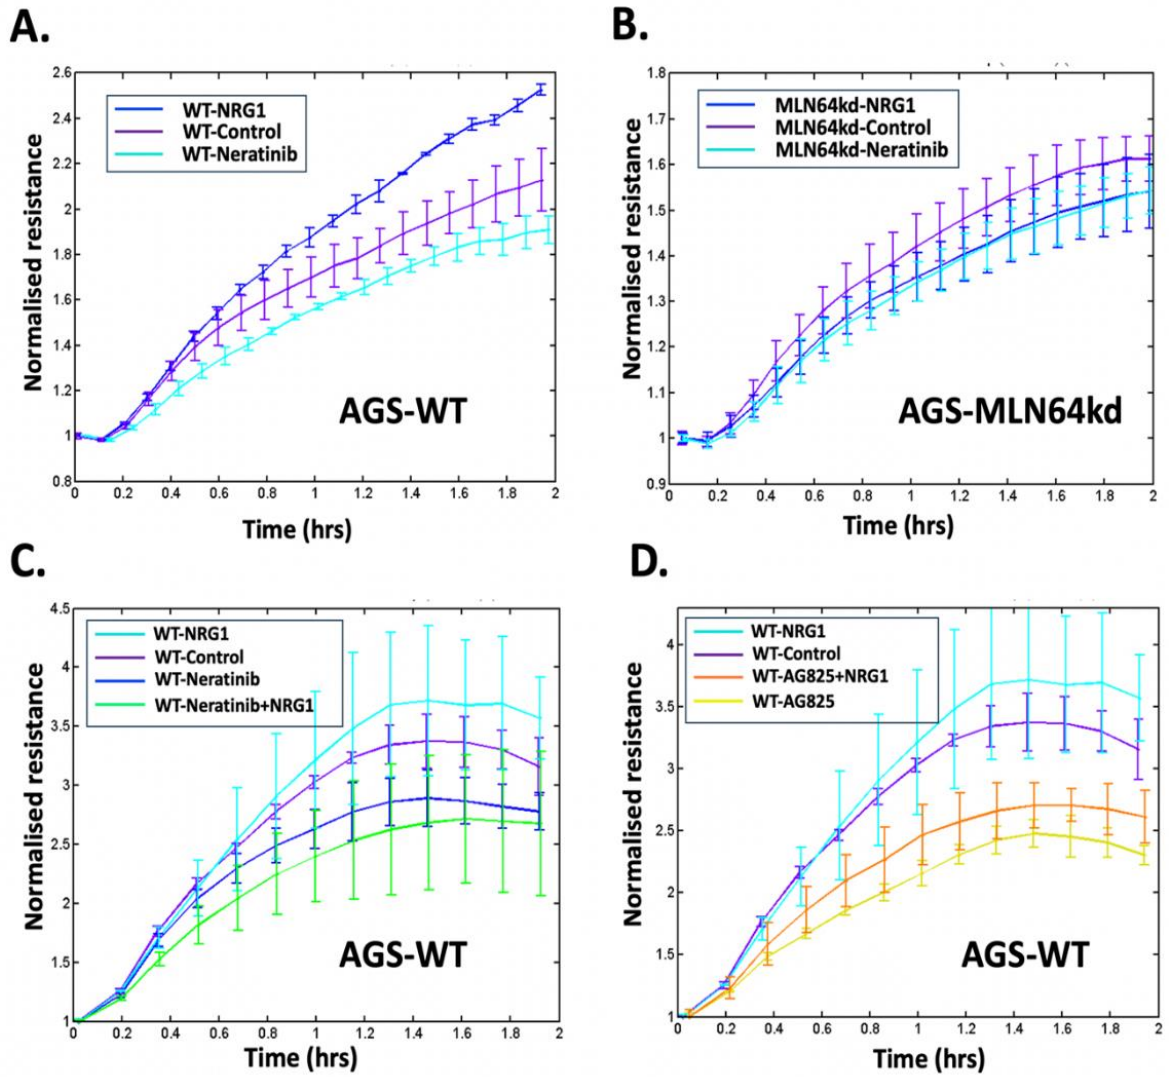 A.
2.6
2.4
2.2
2
1.8
1.6
1.4
1.2
1
0.8
0
0.2
0.4
0.6
0.8
1
1.2
1.4
1.6
1.8
2
WT-NRG1
WT-Control
WT-Neratinib
AGS-WT
Normalised resistance
Time (hrs)
B.
1.8
1.7
1.6
1.5
1.4
1.3
1.2
1.1
1
0.9
0
0.2
0.4
0.6
0.8
1
1.2
1.4
1.6
1.8
2
MLN64kd-NRG1
MLN64kd-Control
MLN64kd-Neratinib
AGS-MLN64kd
Normalised resistance
Time (hrs)
C.
4.5
4
3.5
3
2.5
2
1.5
1
0
0.2
0.4
0.6
0.8
1
1.2
1.4
1.6
1.8
2
WT-NRG1
WT-Control
WT-Neratinib
WT-Neratinib+NRG1
AGS-WT
Normalised resistance
Time (hrs)
D.
4
3.5
3
2.5
2
1.5
1
0
0.2
0.4
0.6
0.8
1
1.2
1.4
1.6
1.8
2
WT-NRG1
WT-Control
WT-AG825+NRG1
WT-AG825
AGS-WT
Normalised resistance
Time (hrs)